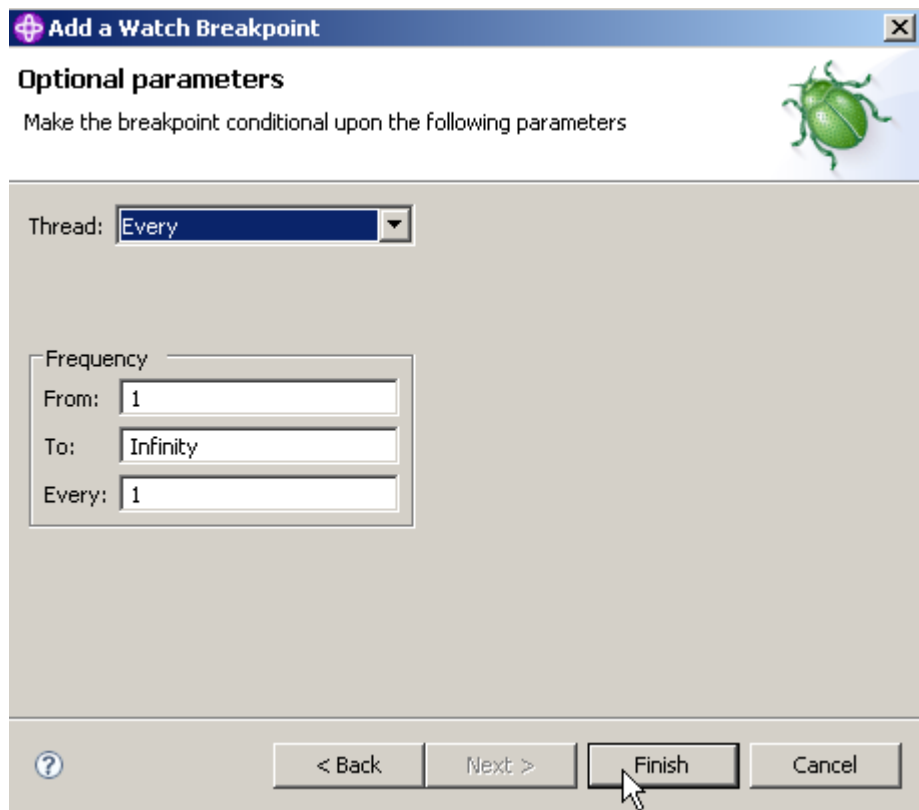 Add a Watch Breakpoint
Optional parameters
Make the breakpoint conditional upon the following parameters
Thread: Every
Frequency
From: 1
To: Infinity
Every: 1
? < Back Next > Finish Cancel